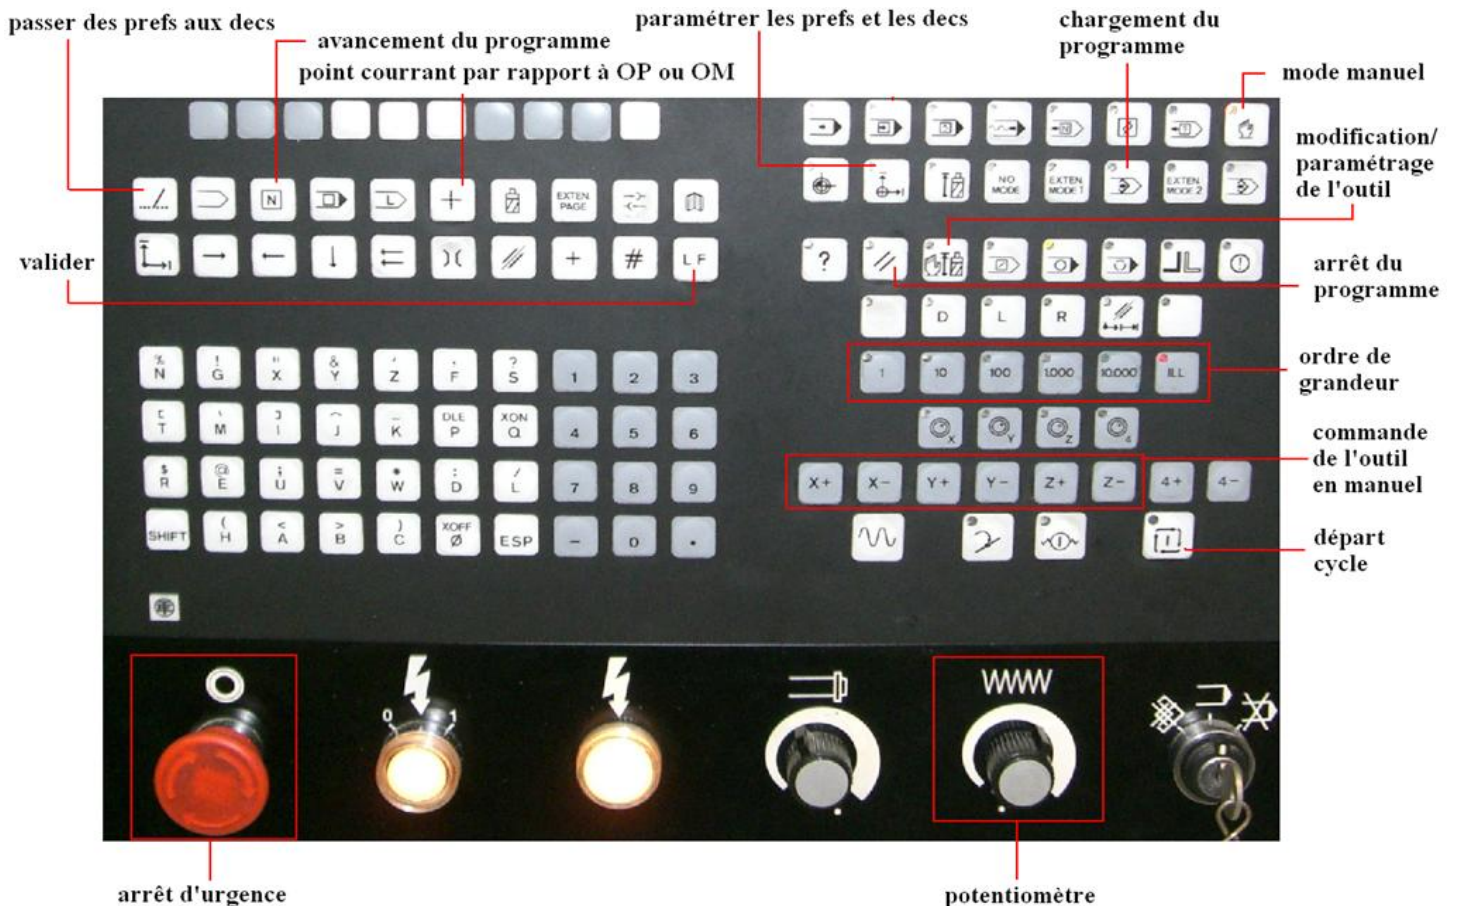 passer des prefs aux decs
avancement du programme
point courrant par rapport à OP ou OM
paramétrer les prefs et les decs
chargement du
programme
mode manuel
modification/
paramétrage
de l'outil
valider
arrêt du
programme
ordre de
grandeur
commande
de l'outil
en manuel
départ
cycle
arrêt d'urgence
potentiomètre
N L EXTEN. PAGE
# L F
NO MODE EXTEN. MODE 1 EXTEN. MODE 2
?
D L R
1 10 100 1.000 10.000 ILL
X Y Z 4
X+ X- Y+ Y- Z+ Z- 4+ 4-
% N ! G " X & Y ' Z , F ? S 1 2 3
[ T \ M ] I ^ J _ K DLE P XON Q 4 5 6
$ R @ E ; U = V * W : D / L 7 8 9
SHIFT ( H < A > B ) C XOFF Ø ESP - 0 .
0 1